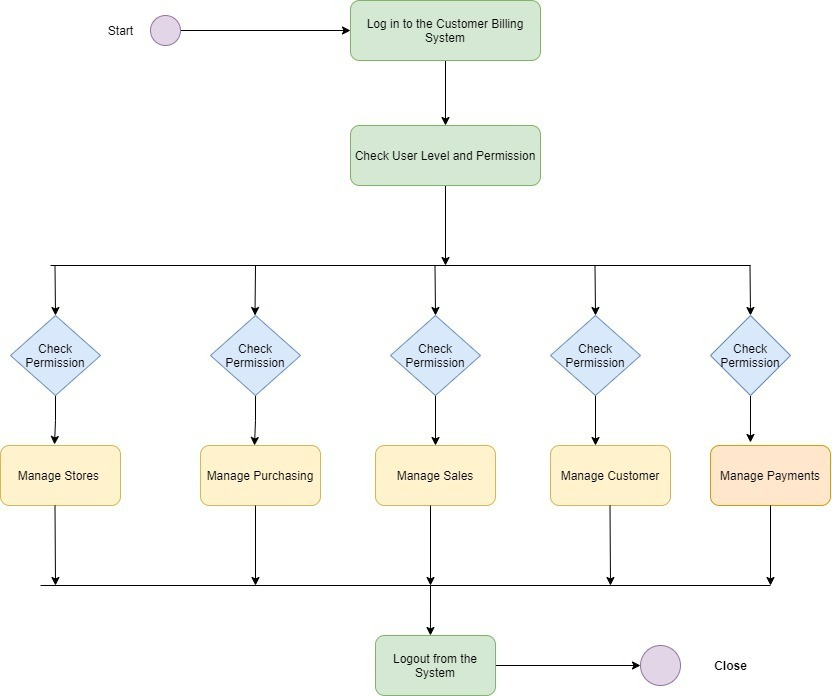 Start
Log in to the Customer Billing
System
Check User Level and Permission
Check
Permission
Check
Permission
Check
Permission
Check
Permission
Check
Permission
Manage Stores
Manage Purchasing
Manage Sales
Manage Customer
Manage Payments
Logout from the
System
Close